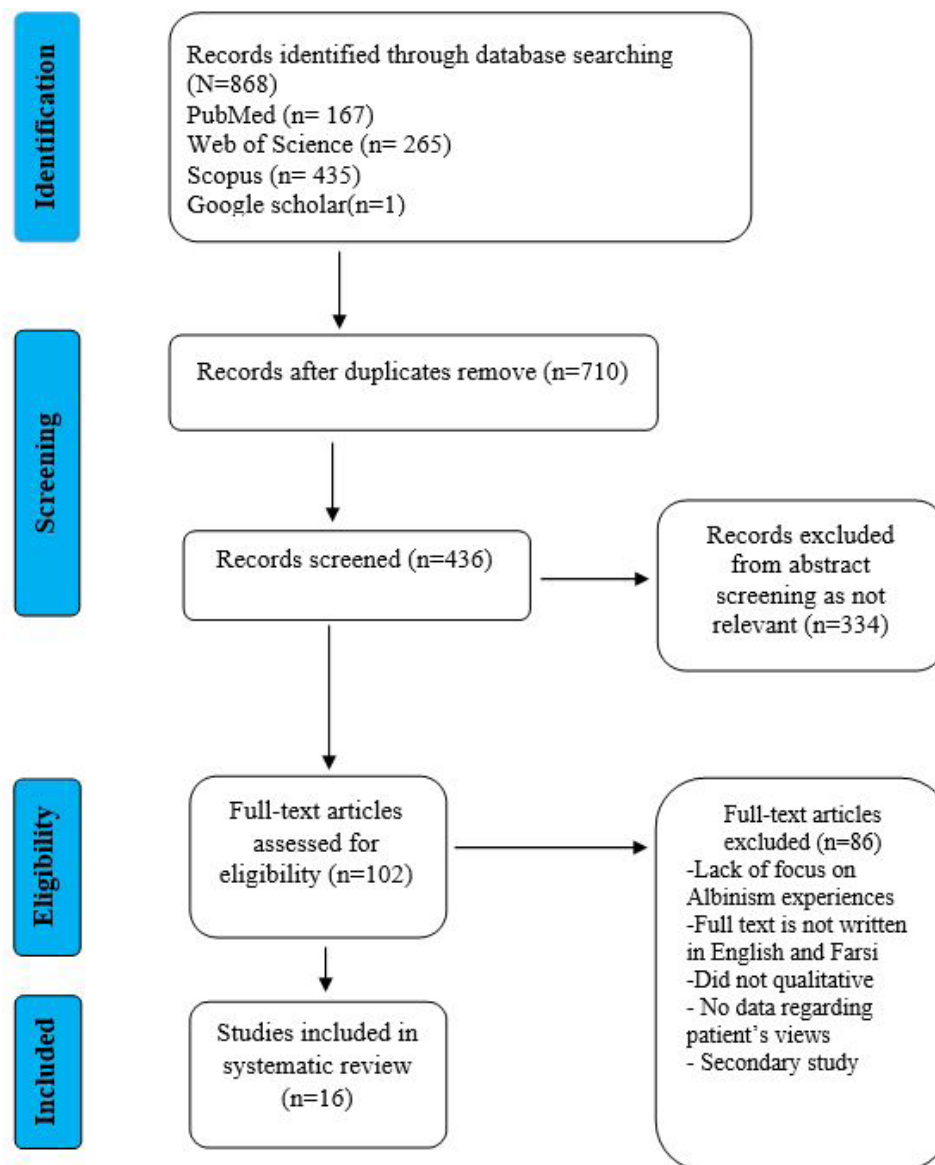 Identification
Records identified through database searching
(N=868)
PubMed (n= 167)
Web of Science (n= 265)
Scopus (n= 435)
Google scholar(n=1)
Screening
Records after duplicates remove (n=710)
Records screened (n=436)
Records excluded
from abstract
screening as not
relevant (n=334)
Eligibility
Full-text articles
assessed for
eligibility (n=102)
Full-text articles
excluded (n=86)
-Lack of focus on
Albinism experiences
-Full text is not written
in English and Farsi
-Did not qualitative
- No data regarding
patient’s views
- Secondary study
Included
Studies included in
systematic review
(n=16)